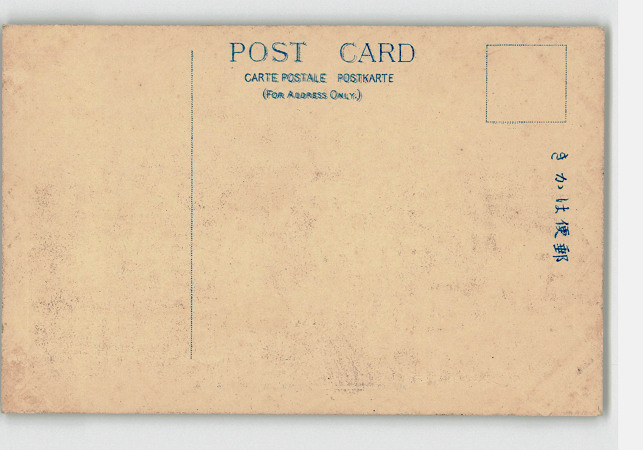 POST CARD
CARTE POSTALE POSTKARTE
(FOR ADDRESS ONLY.)
きかは便郵